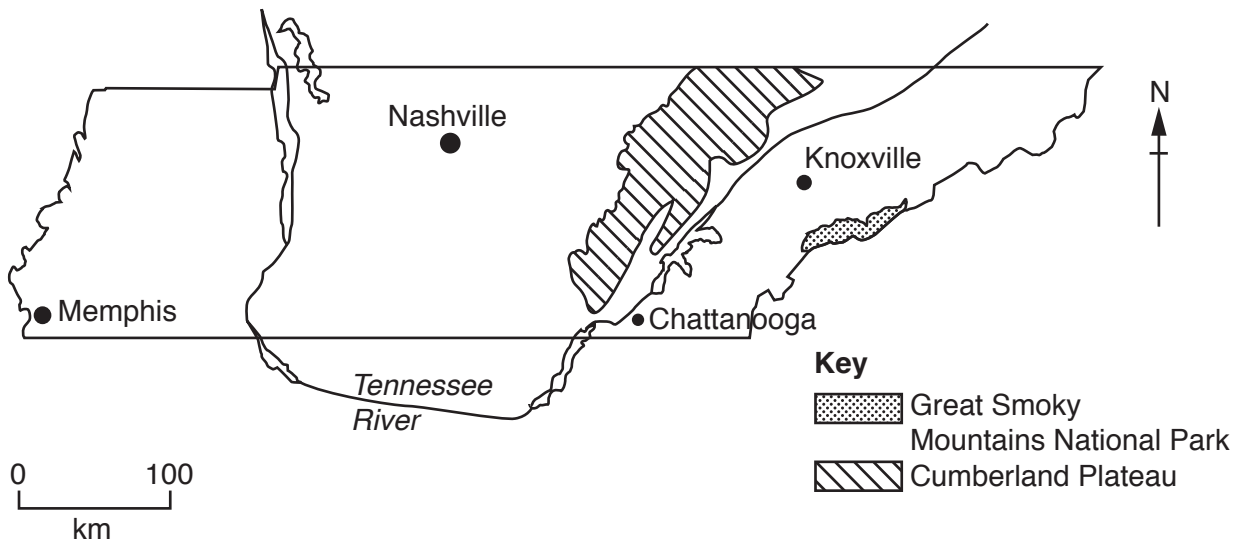 N
Nashville
Knoxville
Memphis
Chattanooga
Tennessee
River
Key
Great Smoky
Mountains National Park
Cumberland Plateau
0 100
km